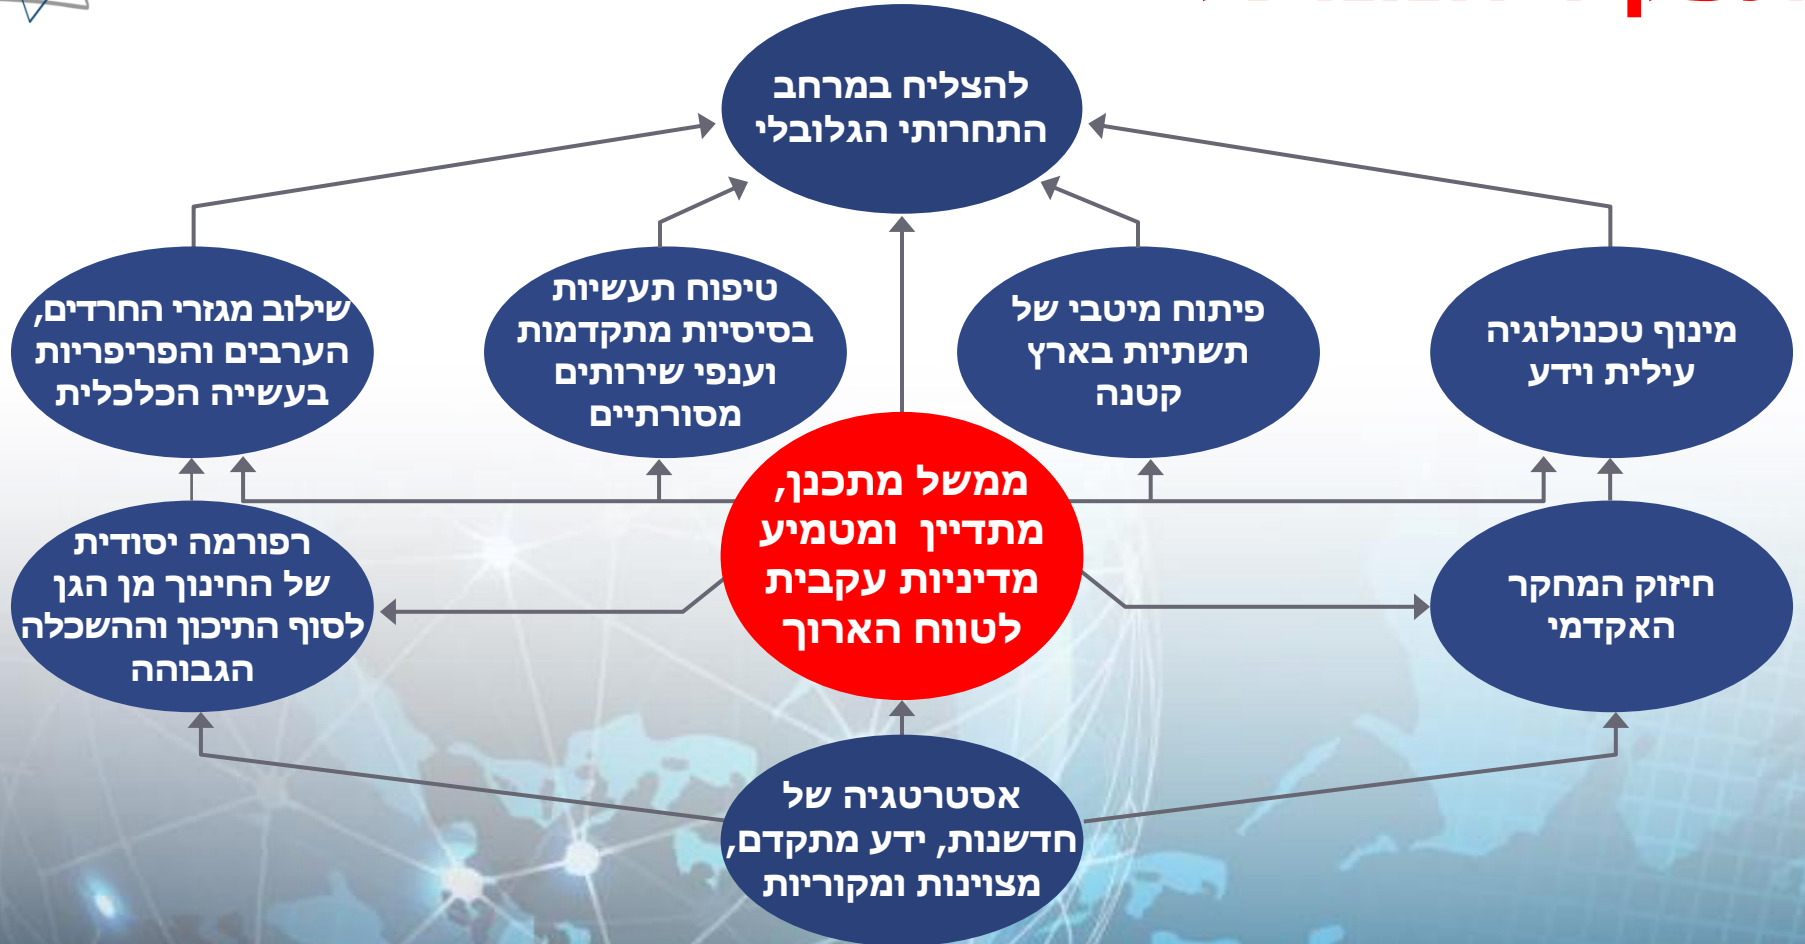 להצליח במרחב
התחרותי הגלובלי
מינוף טכנולוגיה
עילית וידע
פיתוח מיטבי של
תשתיות בארץ
קטנה
טיפוח תעשיות
בסיסיות מתקדמות
וענפי שירותים
מסורתיים
שילוב מגזרי החרדים,
הערבים והפריפריות
בעשייה הכלכלית
ממשל מתכנן,
מתדיין ומטמיע
מדיניות עקבית
לטווח הארוך
חיזוק המחקר
האקדמי
רפורמה יסודית
של החינוך מן הגן
לסוף התיכון וההשכלה
הגבוהה
אסטרטגיה של
חדשנות, ידע מתקדם,
מצוינות ומקוריות